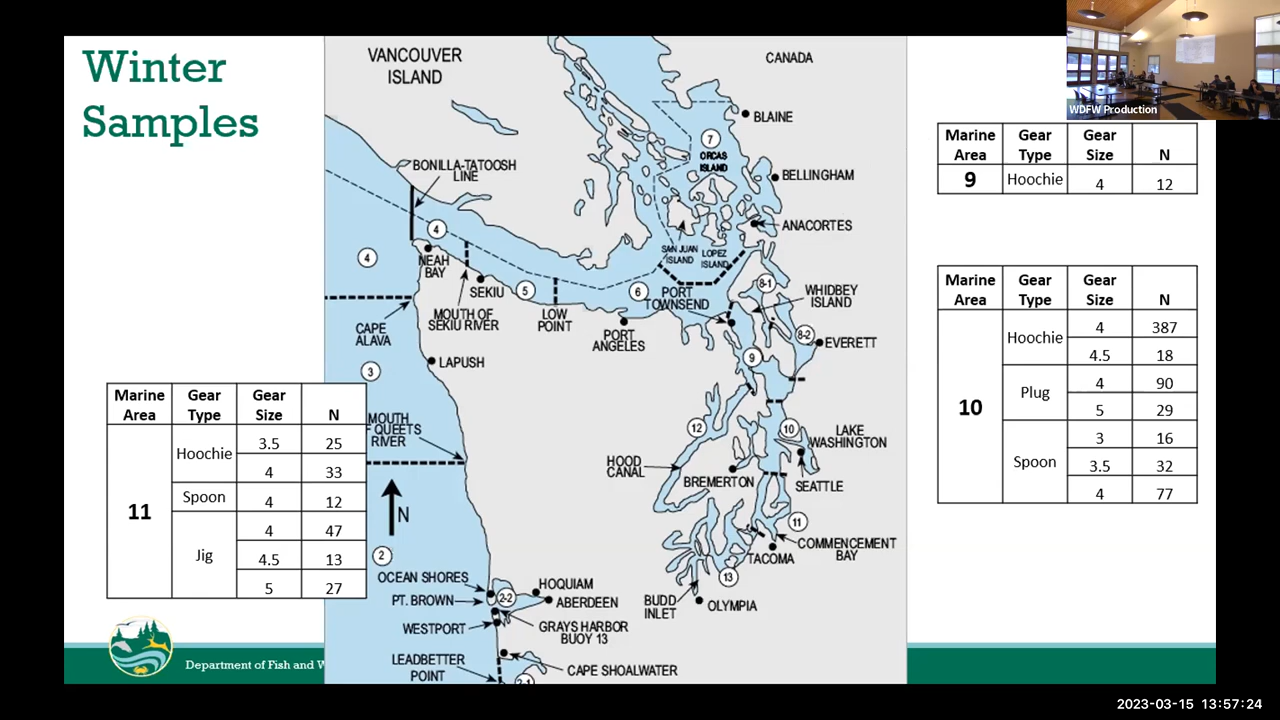 Winter
Samples
WDFW Production
VANCOUVER
ISLAND
CANADA
BLAINE
7
ORCAS
ISLAND
BONILLA-TATOOSH
LINE
BELLINGHAM
ANACORTES
4
4
NEAH
BAY
SAN JUAN
ISLAND
LOPEZ
ISLAND
SEKIU
5
6
PORT
TOWNSEND
8-1
WHIDBEY
ISLAND
MOUTH OF
SEKIU RIVER
LOW
POINT
PORT
ANGELES
8-2
EVERETT
CAPE
ALAVA
LAPUSH
9
3
MOUTH
QUEETS
RIVER
12
10
LAKE
WASHINGTON
HOOD
CANAL
BREMERTON
SEATTLE
N
11
COMMENCEMENT
BAY
TACOMA
2
13
OCEAN SHORES
HOQUIAM
2-2
PT. BROWN
ABERDEEN
BUDD
INLET
OLYMPIA
WESTPORT
GRAYS HARBOR
BUOY 13
LEADBETTER
POINT
CAPE SHOALWATER
2-1
Marine Area Gear Type Gear Size N
9 Hoochie 4 12
Marine Area Gear Type Gear Size N
10 Hoochie 4 387
4.5 18
Plug 4 90
5 29
Spoon 3 16
3.5 32
4 77
Marine Area Gear Type Gear Size N
11 Hoochie 3.5 25
4 33
Spoon 4 12
Jig 4 47
4.5 13
5 27
Department of Fish and W
2023-03-15 13:57:24